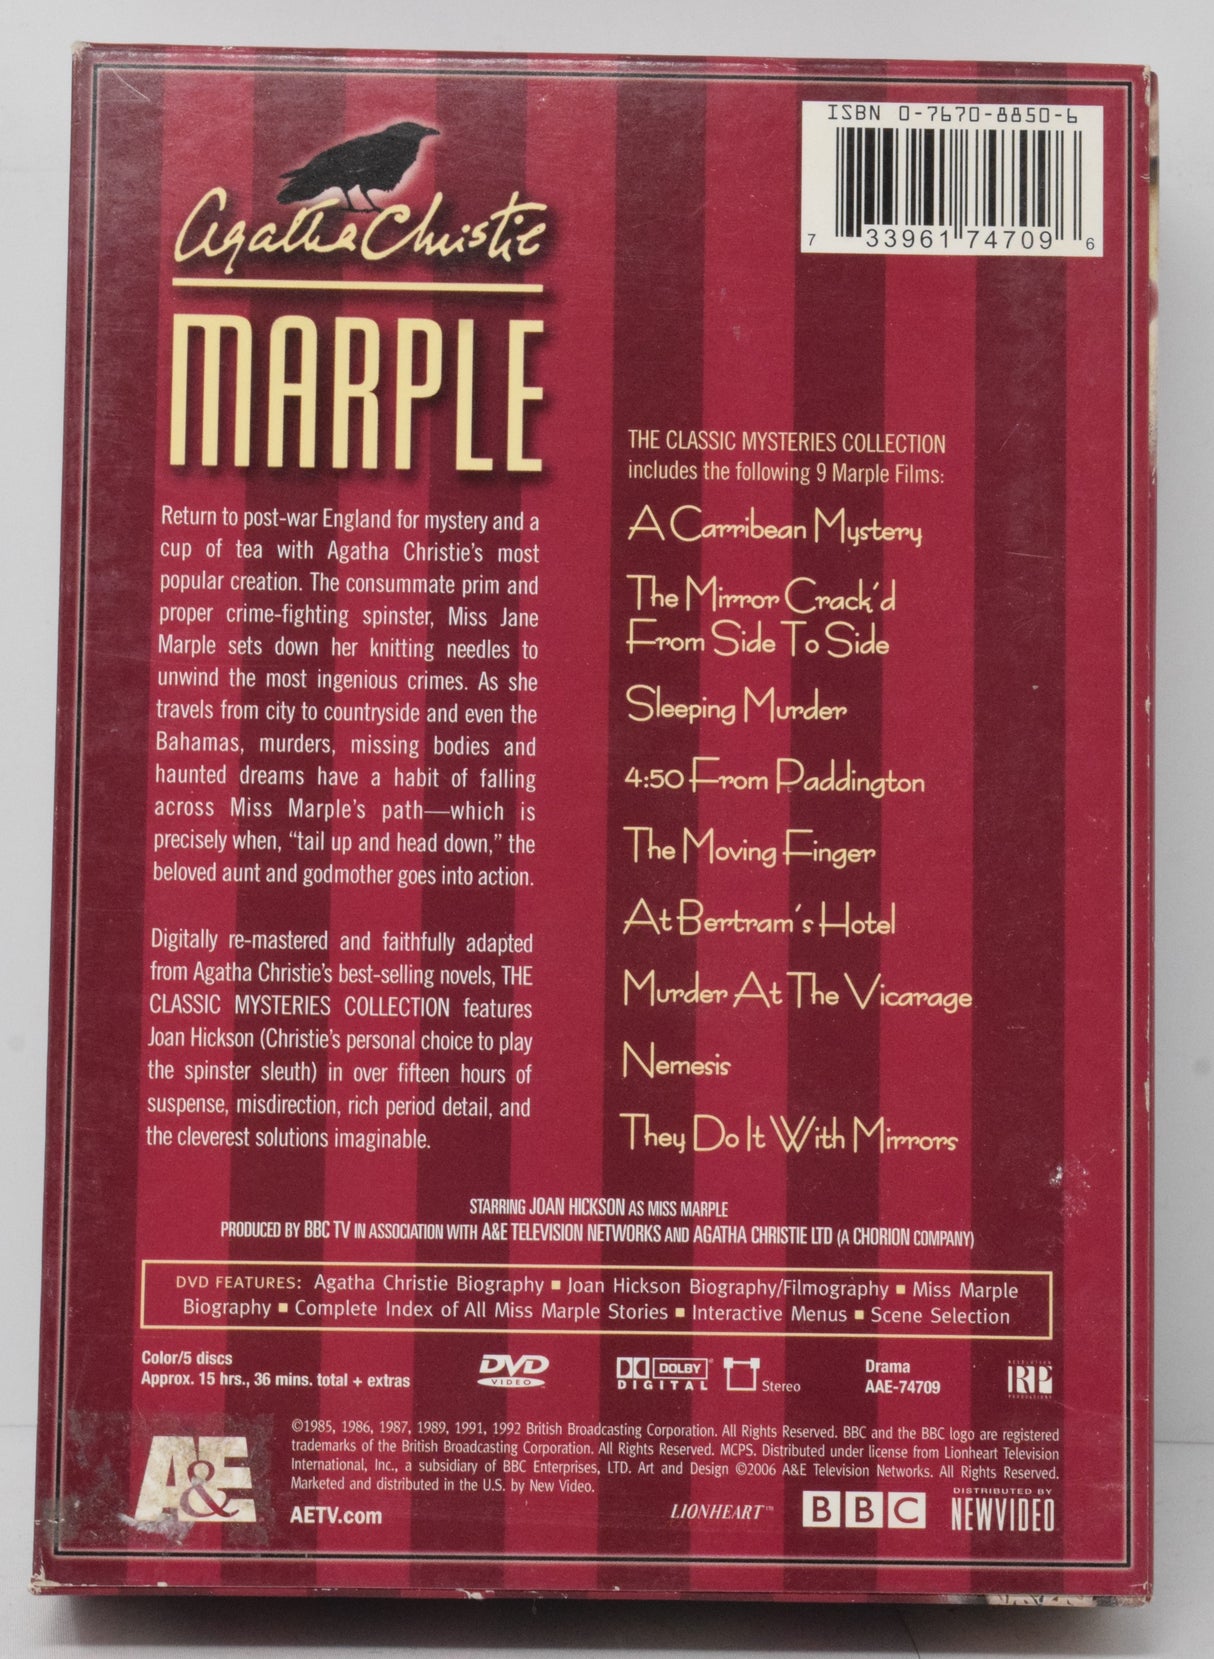 ISBN 0-7670-8850-6
7 33961 74709 6
Agatha Christie
MARPLE
Return to post-war England for mystery and a
cup of tea with Agatha Christie's most
popular creation. The consummate prim and
proper crime-fighting spinster, Miss Jane
Marple sets down her knitting needles to
unwind the most ingenious crimes. As she
travels from city to countryside and even the
Bahamas, murders, missing bodies and
haunted dreams have a habit of falling
across Miss Marple's path—which is
precisely when, “tail up and head down,” the
beloved aunt and godmother goes into action.
Digitally re-mastered and faithfully adapted
from Agatha Christie's best-selling novels, THE
CLASSIC MYSTERIES COLLECTION features
Joan Hickson (Christie's personal choice to play
the spinster sleuth) in over fifteen hours of
suspense, misdirection, rich period detail, and
the cleverest solutions imaginable.
THE CLASSIC MYSTERIES COLLECTION
includes the following 9 Marple Films:
A Carribean Mystery
The Mirror Crack'd
From Side To Side
Sleeping Murder
4:50 From Paddington
The Moving Finger
At Bertram's Hotel
Murder At The Vicarage
Nemesis
They Do It With Mirrors
STARRING JOAN HICKSON AS MISS MARPLE
PRODUCED BY BBC TV IN ASSOCIATION WITH A&E TELEVISION NETWORKS AND AGATHA CHRISTIE LTD (A CHORION COMPANY)
DVD FEATURES: Agatha Christie Biography ■ Joan Hickson Biography/Filmography ■ Miss Marple
Biography ■ Complete Index of All Miss Marple Stories ■ Interactive Menus ■ Scene Selection
Color/5 discs
Approx. 15 hrs., 36 mins. total + extras
DVD
VIDEO
DOLBY
DIGITAL
Stereo
Drama
AAE-74709
IRP
©1985, 1986, 1987, 1989, 1991, 1992 British Broadcasting Corporation. All Rights Reserved. BBC and the BBC logo are registered
trademarks of the British Broadcasting Corporation. All Rights Reserved. MCPS. Distributed under license from Lionheart Television
International, Inc., a subsidiary of BBC Enterprises, LTD. Art and Design ©2006 A&E Television Networks. All Rights Reserved.
Marketed and distributed in the U.S. by New Video.
A&E
AETV.com
LIONHEART™
BBC
DISTRIBUTED BY
NEWVIDEO